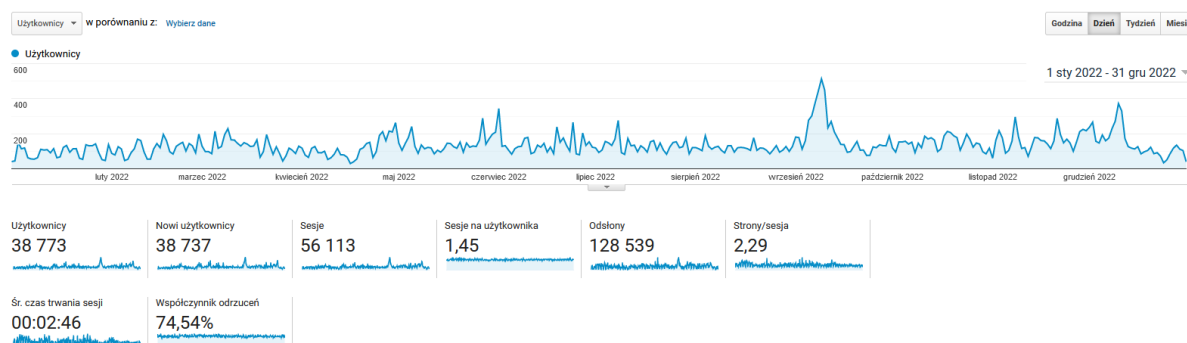 Użytkownicy w porównaniu z: Wybierz dane
Godzina Dzień Tydzień Miesi
Użytkownicy
1 sty 2022 - 31 gru 2022
600
400
200
luty 2022 marzec 2022 kwiecień 2022 maj 2022 czerwiec 2022 lipiec 2022 sierpień 2022 wrzesień 2022 październik 2022 listopad 2022 grudzień 2022
Użytkownicy Nowi użytkownicy Sesje Sesje na użytkownika Odsłony Strony/sesja
38 773 38 737 56 113 1,45 128 539 2,29
Śr. czas trwania sesji Współczynnik odrzuceń
00:02:46 74,54%